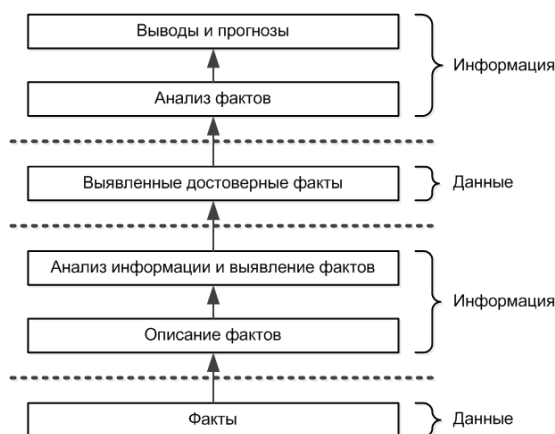 Выводы и прогнозы
Информация
Анализ фактов
Выявленные достоверные факты
Данные
Анализ информации и выявление фактов
Информация
Описание фактов
Факты
Данные